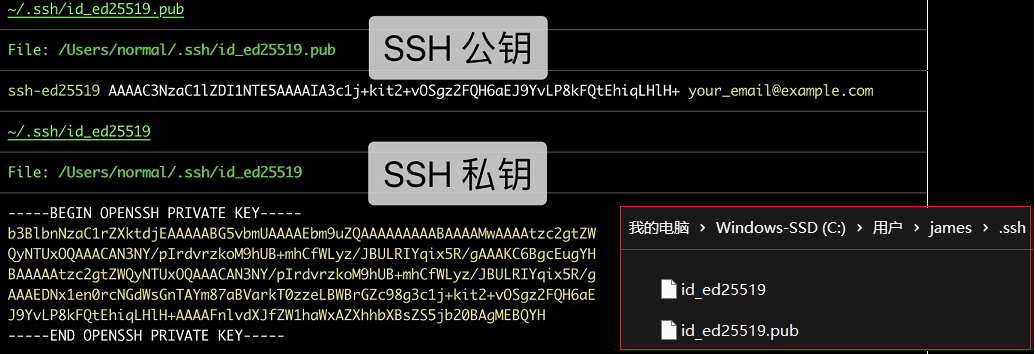 ~/.ssh/id_ed25519.pub
File: /Users/normal/.ssh/id_ed25519.pub
SSH 公钥
ssh-ed25519 AAAAC3NzaC1lZDI1NTE5AAAAIA3c1j+kit2+vOSgz2FQH6aEJ9YvLP8kFQtEhiqLHlH+ your_email@example.com
~/.ssh/id_ed25519
File: /Users/normal/.ssh/id_ed25519
SSH 私钥
-----BEGIN OPENSSH PRIVATE KEY-----
b3BlbnNzaC1rZXktdjEAAAAABG5vbmUAAAAEbm9uZQAAAAAAAAABAAAAMwAAAAtzc2gtZW
QyNTUxOQAAACAN3NY/pIrdvrzkoM9hUB+mhCfWLyz/JBULRIYqix5R/gAAAKC6BgcEugYH
BAAAAAtzc2gtZWQyNTUxOQAAACAN3NY/pIrdvrzkoM9hUB+mhCfWLyz/JBULRIYqix5R/g
AAAEDNx1en0rcNGdWsGnTAYm87aBVarkT0zzeLBWBrGZc98g3c1j+kit2+vOSgz2FQH6aE
J9YvLP8kFQtEhiqLHlH+AAAAFnlvdXJfZW1haWxAZXhhbXBsZS5jb20BAgMEBQYH
-----END OPENSSH PRIVATE KEY-----
我的电脑 > Windows-SSD (C:) > 用户 > james > .ssh
id_ed25519
id_ed25519.pub